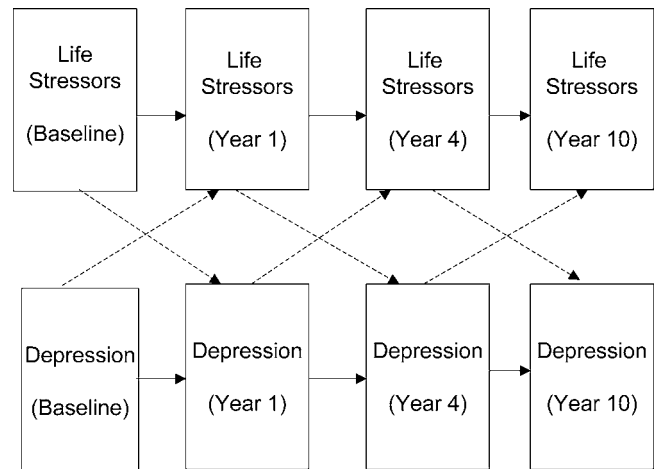 Life
Stressors
(Baseline)
Life
Stressors
(Year 1)
Life
Stressors
(Year 4)
Life
Stressors
(Year 10)
Depression
(Baseline)
Depression
(Year 1)
Depression
(Year 4)
Depression
(Year 10)